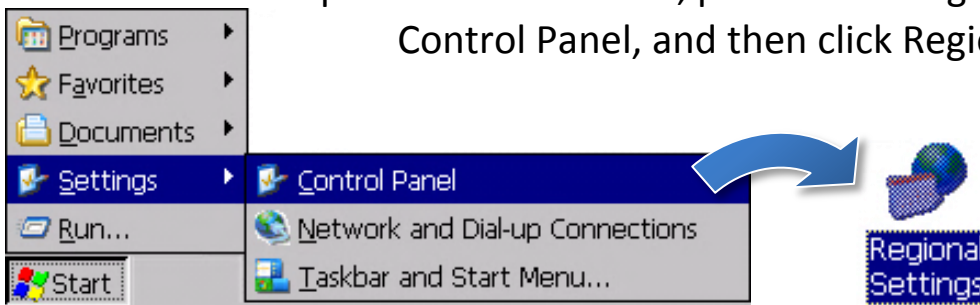 Control Panel, and then click Regi
Programs
Favorites
Documents
Settings
Run...
Start
Control Panel
Network and Dial-up Connections
Taskbar and Start Menu...
Regiona
Settings